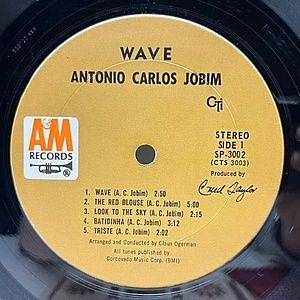 WAVE
ANTONIO CARLOS JOBIM
CTi
STEREO
SIDE 1
SP-3002
(CTS 3003)
Produced by
Creed Taylor
A&M
RECORDS
1. WAVE (A. C. Jobim) 2:50
2. THE RED BLOUSE (A. C. Jobim) 5:00
3. LOOK TO THE SKY (A. C. Jobim) 2:15
4. BATIDINHA (A. C. Jobim) 3:12
5. TRISTE (A. C. Jobim) 2:02
Arranged and Conducted by Claus Ogerman
All tunes published by
Corcovado Music Corp. (BMI)